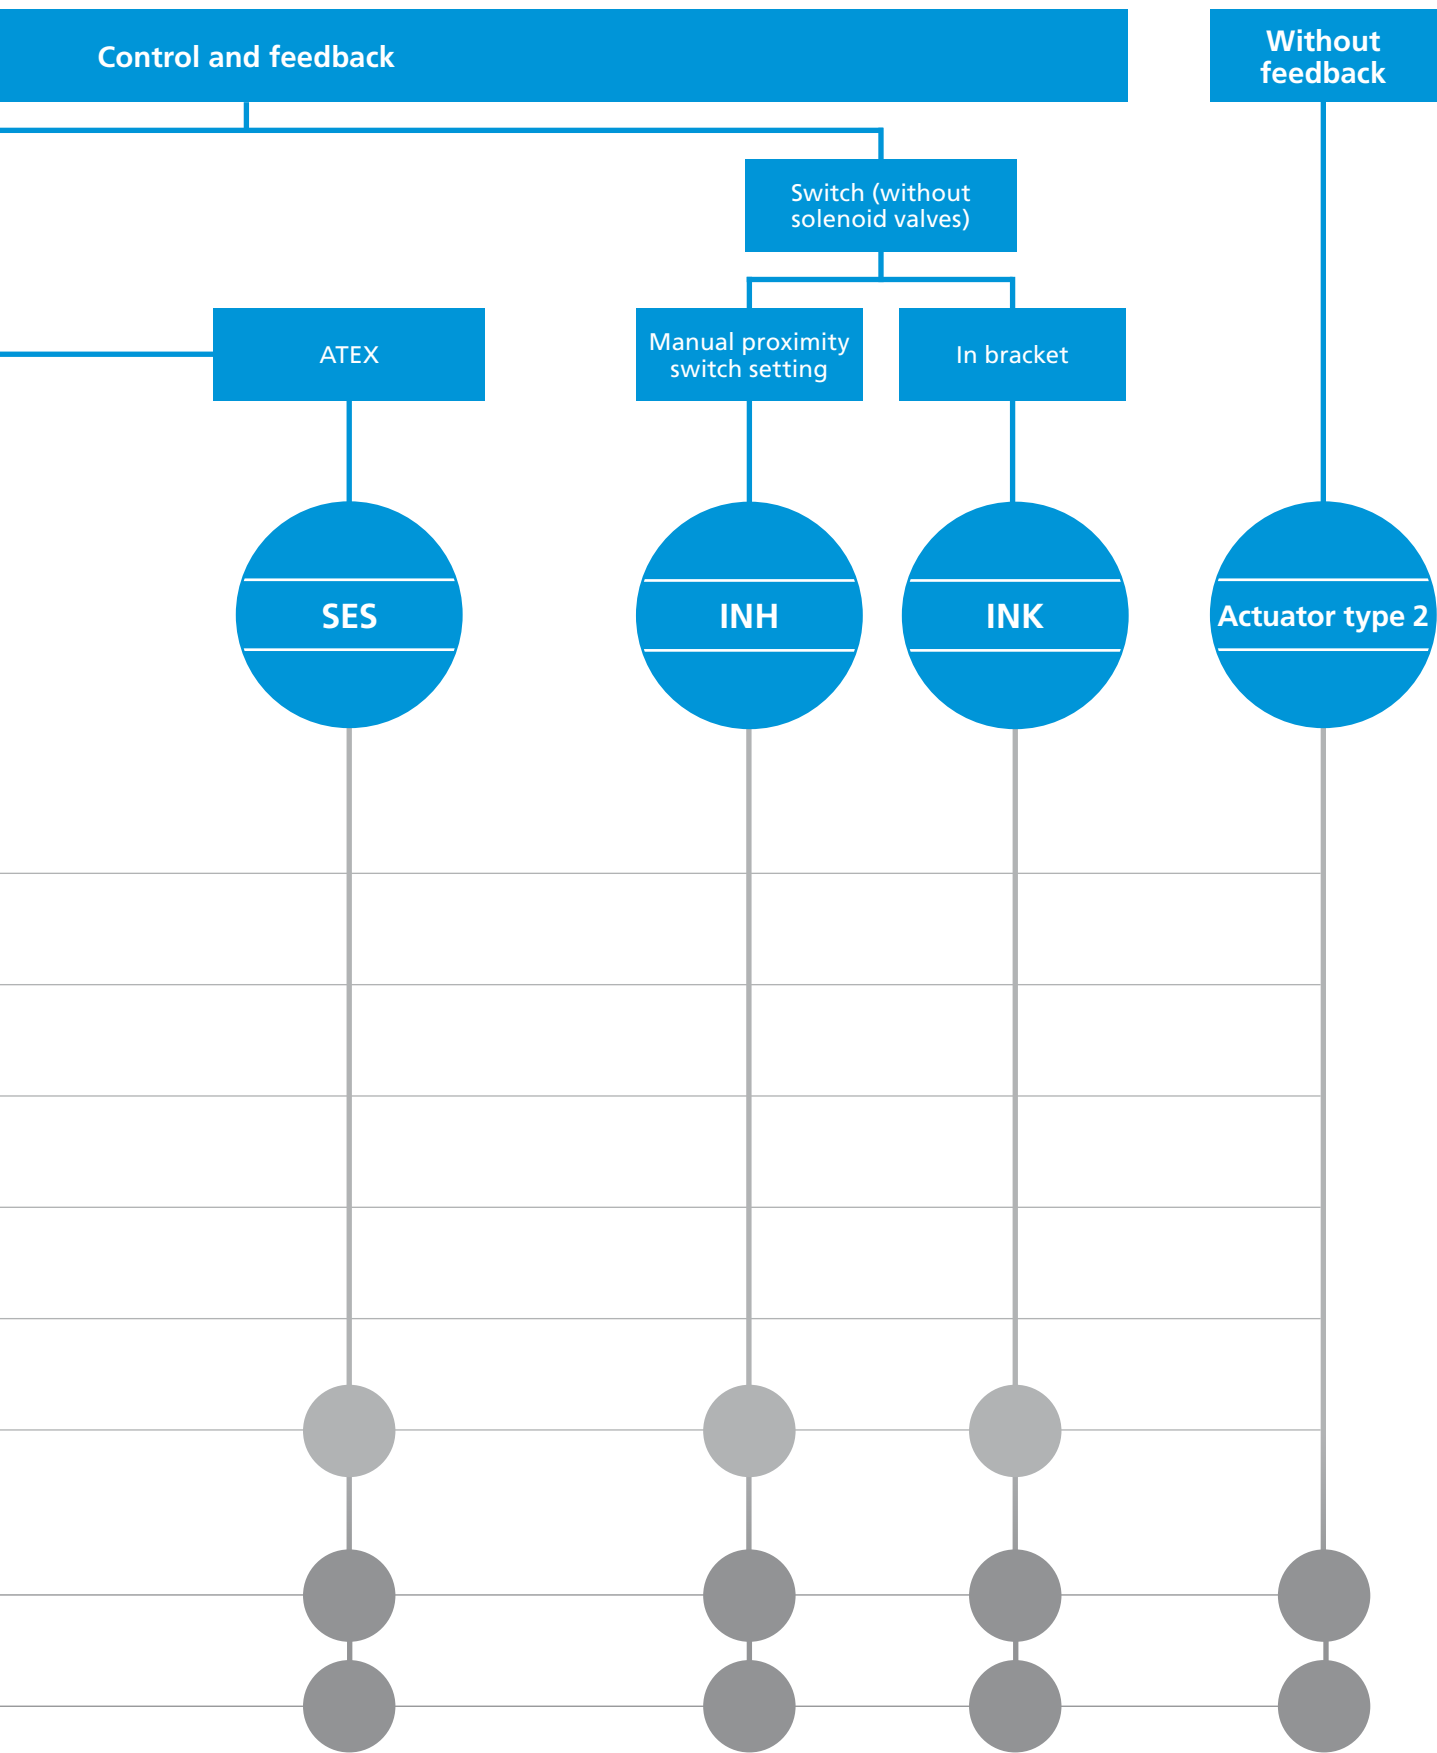 Control and feedback
Without
feedback
Switch (without
solenoid valves)
ATEX
Manual proximity
switch setting
In bracket
SES
INH
INK
Actuator type 2